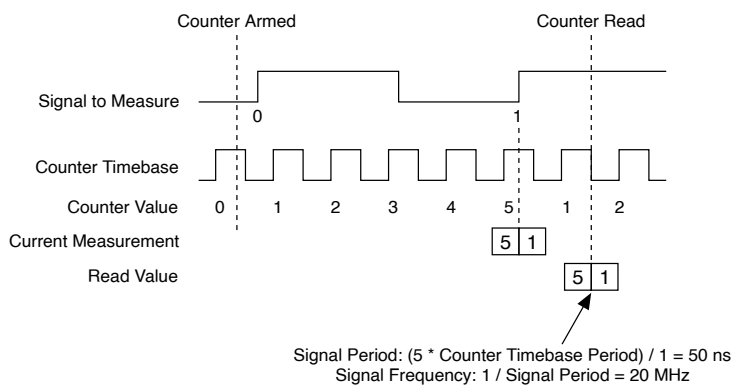 Counter Armed Counter Read
Signal to Measure
0 1
Counter Timebase
Counter Value 0 1 2 3 4 5 1 2
Current Measurement 5 1
Read Value 5 1
Signal Period: (5 * Counter Timebase Period) / 1 = 50 ns
Signal Frequency: 1 / Signal Period = 20 MHz